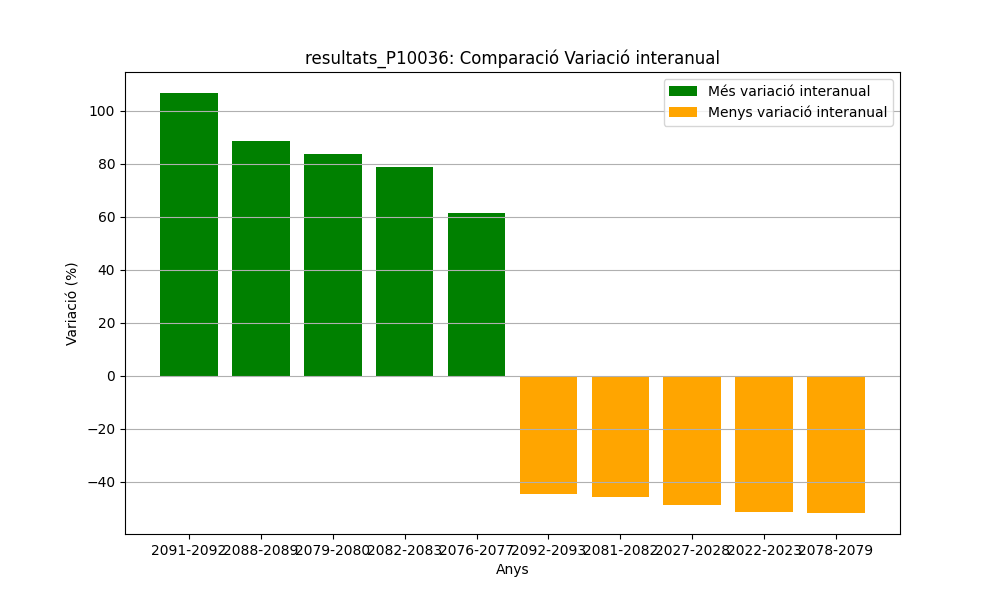 resultats_P10036: Comparació Variació interanual
Més variació interanual
Menys variació interanual
Variació (%)
100
80
60
40
20
0
−20
−40
2091-2092 2088-2089 2079-2080 2082-2083 2076-2077 2092-2093 2081-2082 2027-2028 2022-2023 2078-2079
Anys